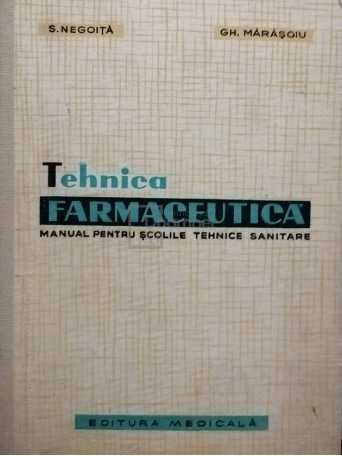 S. NEGOIȚĂ
GH. MĂRĂȘOIU
Tehnica
FARMACEUTICĂ
MANUAL PENTRU ȘCOLILE TEHNICE SANITARE
EDITURA MEDICALĂ